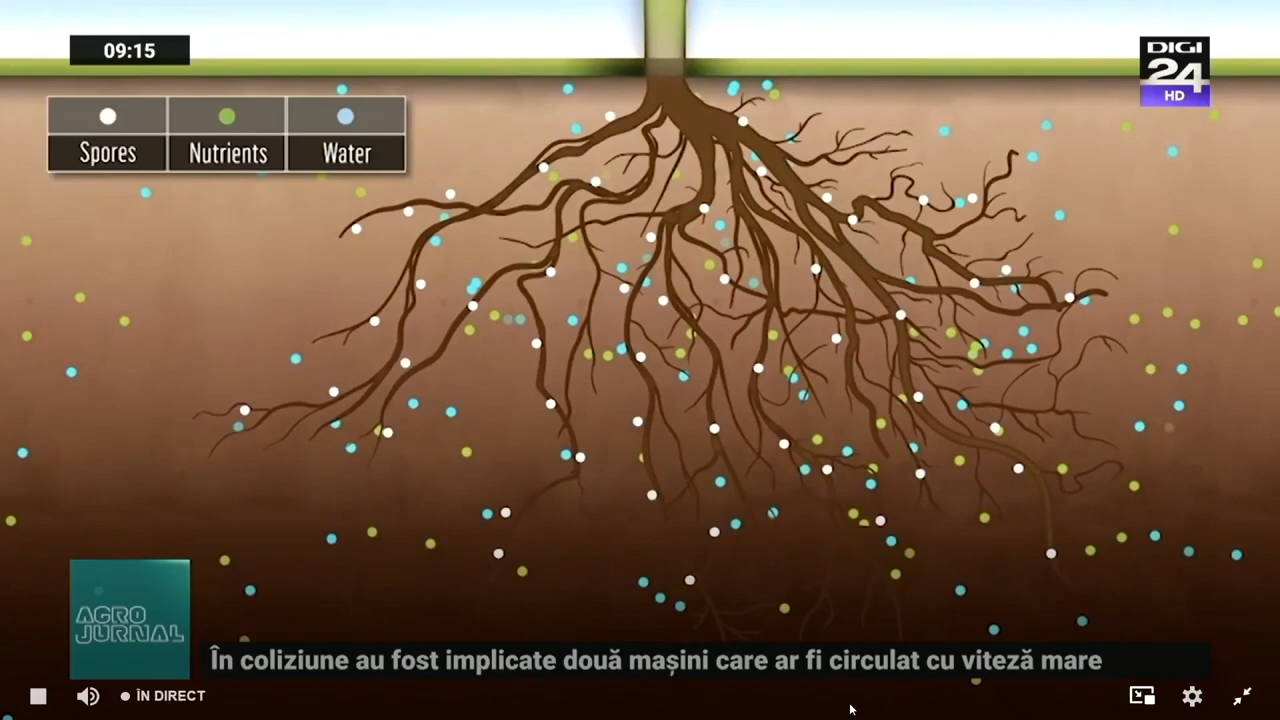 09:15
DIGI
24
HD
Spores
Nutrients
Water
AGRO
JURNAL
În coliziune au fost implicate două mașini care ar fi circulat cu viteză mare
ÎN DIRECT